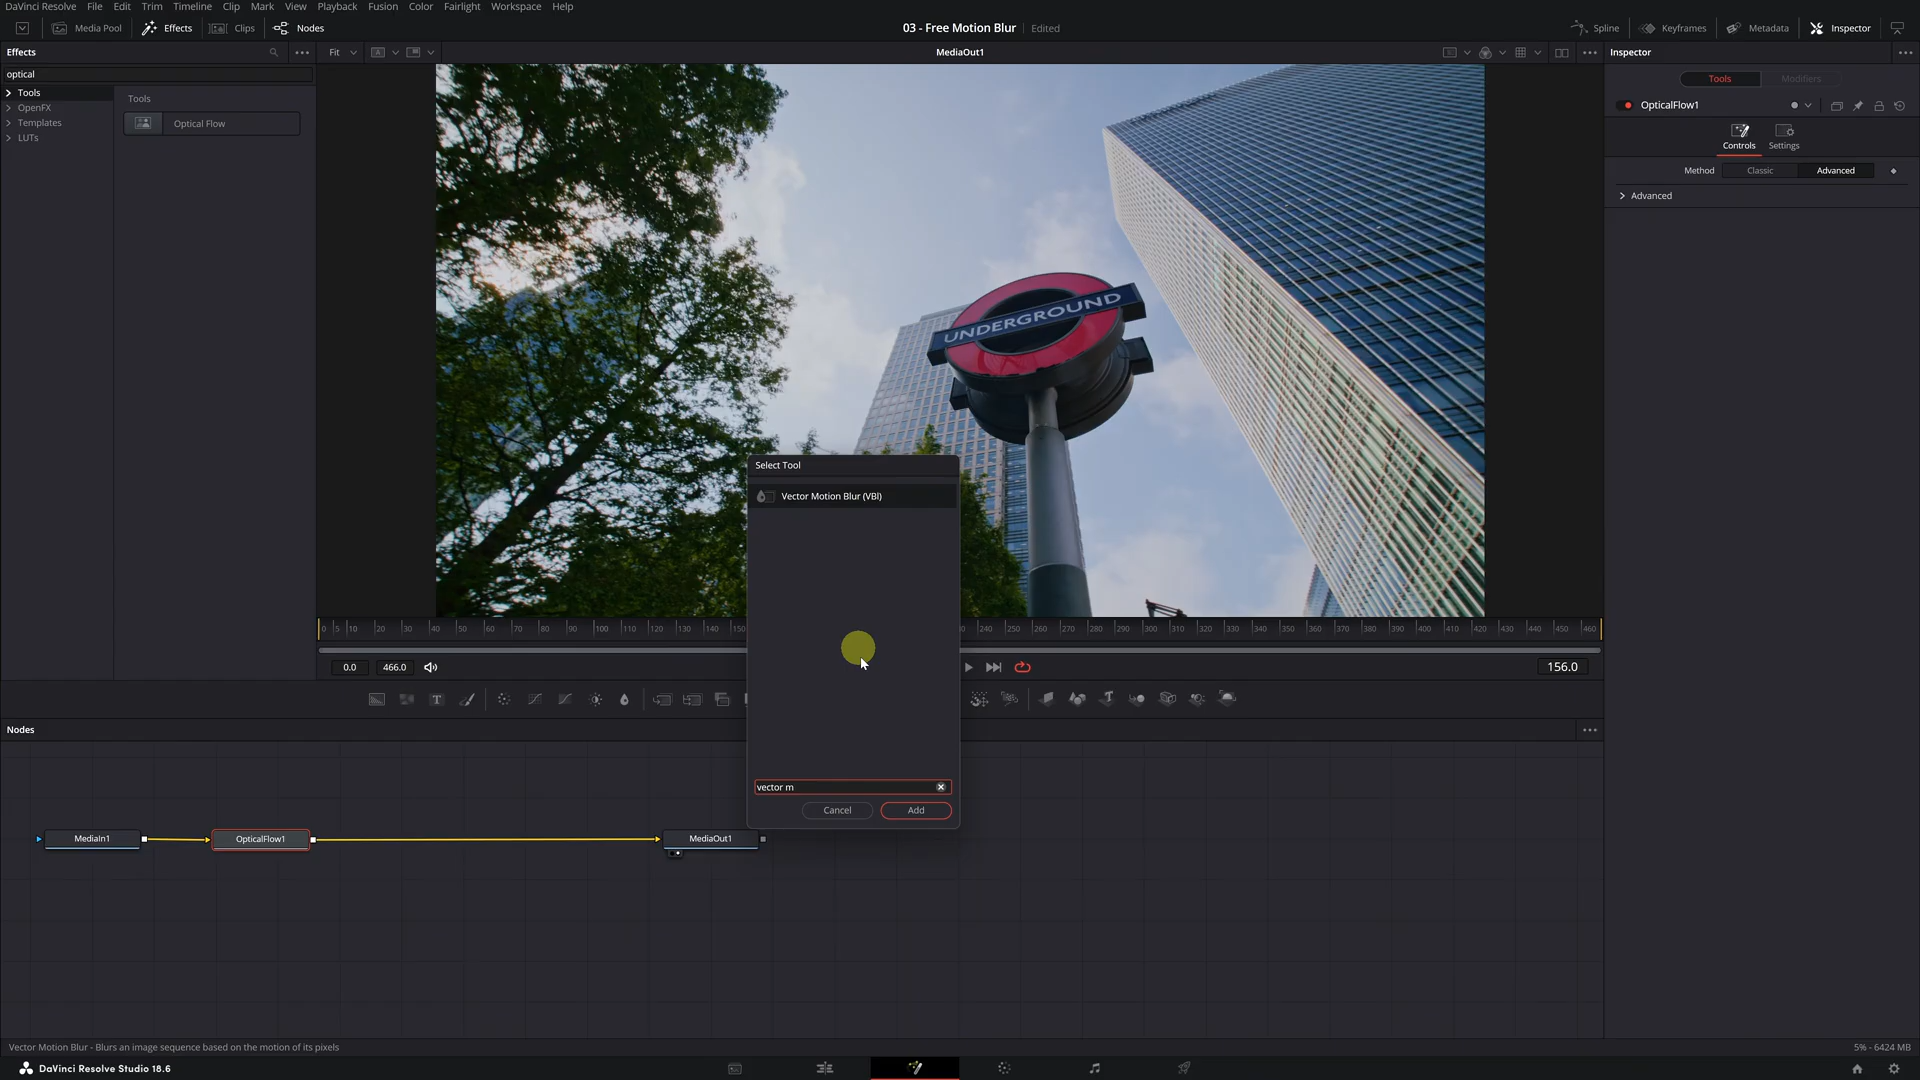 DaVinci Resolve File Edit Trim Timeline Clip Mark View Playback Fusion Color Fairlight Workspace Help
Media Pool Effects Clips Nodes 03 - Free Motion Blur Edited Spline Keyframes Metadata Inspector
Effects Fit MediaOut1 Inspector
optical
Tools
OpenFX
Templates
LUTs
Tools
Optical Flow
UNDERGROUND
Tools Modifiers
OpticalFlow1
Controls Settings
Method Classic Advanced
Advanced
Select Tool
Vector Motion Blur (VBl)
vector m
Cancel Add
0 5 10 20 30 40 50 60 70 80 90 100 110 120 130 140 150 240 250 260 270 280 290 300 310 320 330 340 350 360 370 380 390 400 410 420 430 440 450 460
0.0 466.0 156.0
Nodes
MediaIn1 OpticalFlow1 MediaOut1
Vector Motion Blur - Blurs an image sequence based on the motion of its pixels 5% - 6424 MB
DaVinci Resolve Studio 18.6